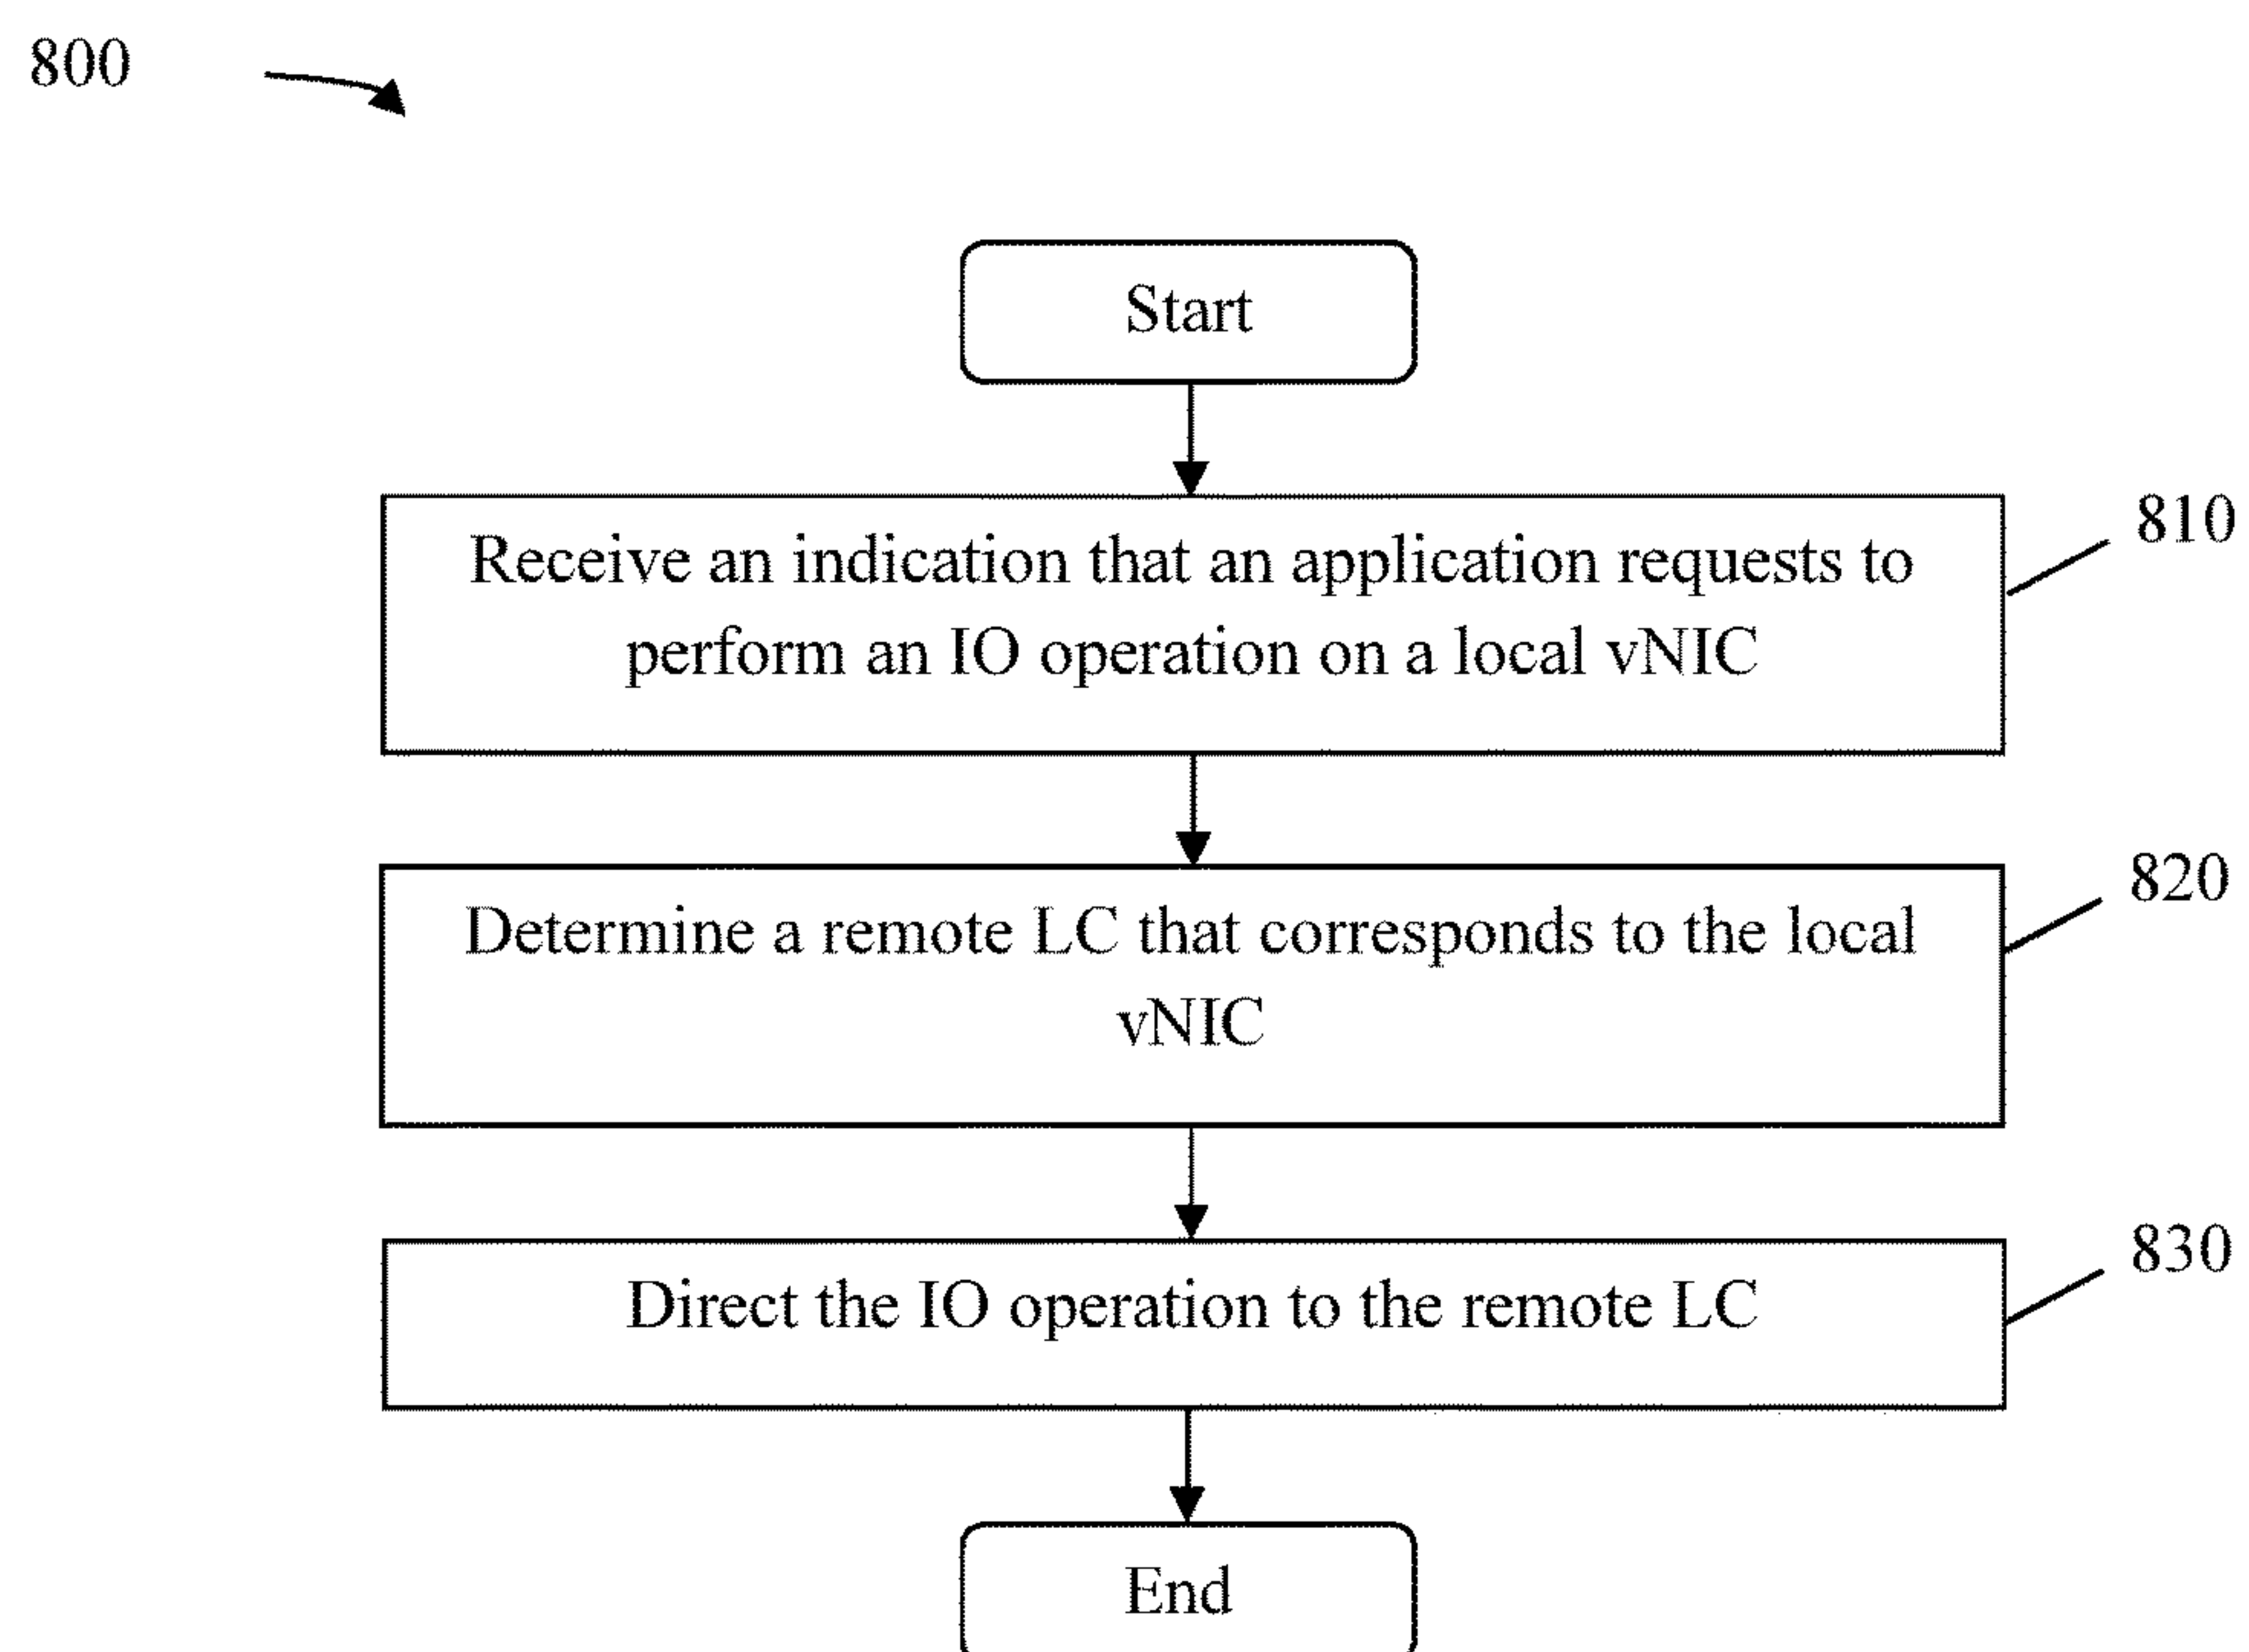 800
Start
Receive an indication that an application requests to
perform an IO operation on a local vNIC
810
Determine a remote LC that corresponds to the local
vNIC
820
Direct the IO operation to the remote LC
830
End